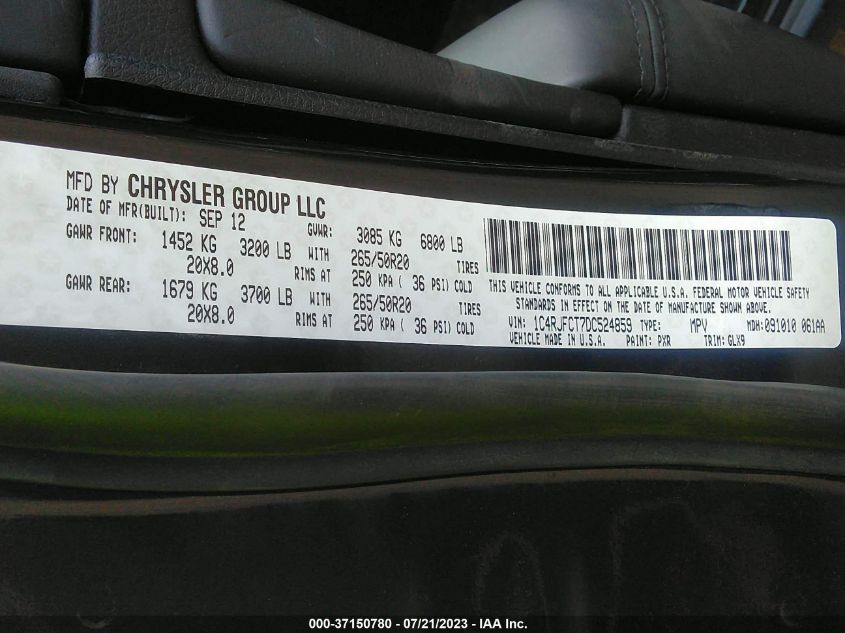 MFD BY CHRYSLER GROUP LLC
DATE OF MFR(BUILT): SEP 12 GVWR: 3085 KG 6800 LB
GAWR FRONT: 1452 KG 3200 LB WITH 265/50R20 TIRES
20X8.0 RIMS AT 250 KPA ( 36 PSI) COLD
GAWR REAR: 1679 KG 3700 LB WITH 265/50R20 TIRES
20X8.0 RIMS AT 250 KPA ( 36 PSI) COLD
THIS VEHICLE CONFORMS TO ALL APPLICABLE U.S.A. FEDERAL MOTOR VEHICLE SAFETY
STANDARDS IN EFFECT ON THE DATE OF MANUFACTURE SHOWN ABOVE.
VIN: 1C4RJFCT7DC524859 TYPE: MPV MDH: 091010 061AA
VEHICLE MADE IN U.S.A. PAINT: PXR TRIM: GLX9
000-37150780 / 07/21/2023 - IAA Inc.